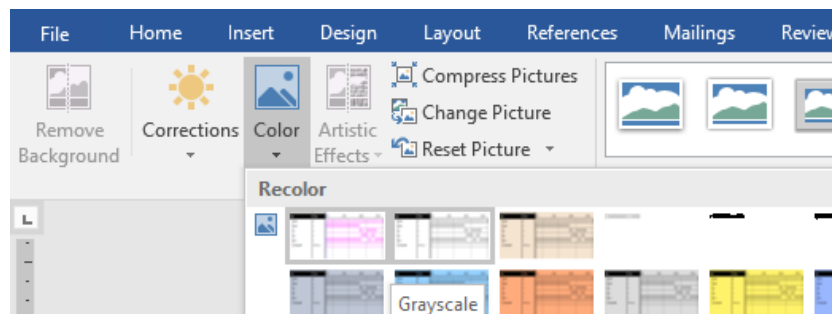 File Home Insert Design Layout References Mailings Review
Remove Background
Corrections
Color
Artistic Effects
Compress Pictures
Change Picture
Reset Picture
Recolor
L
Grayscale